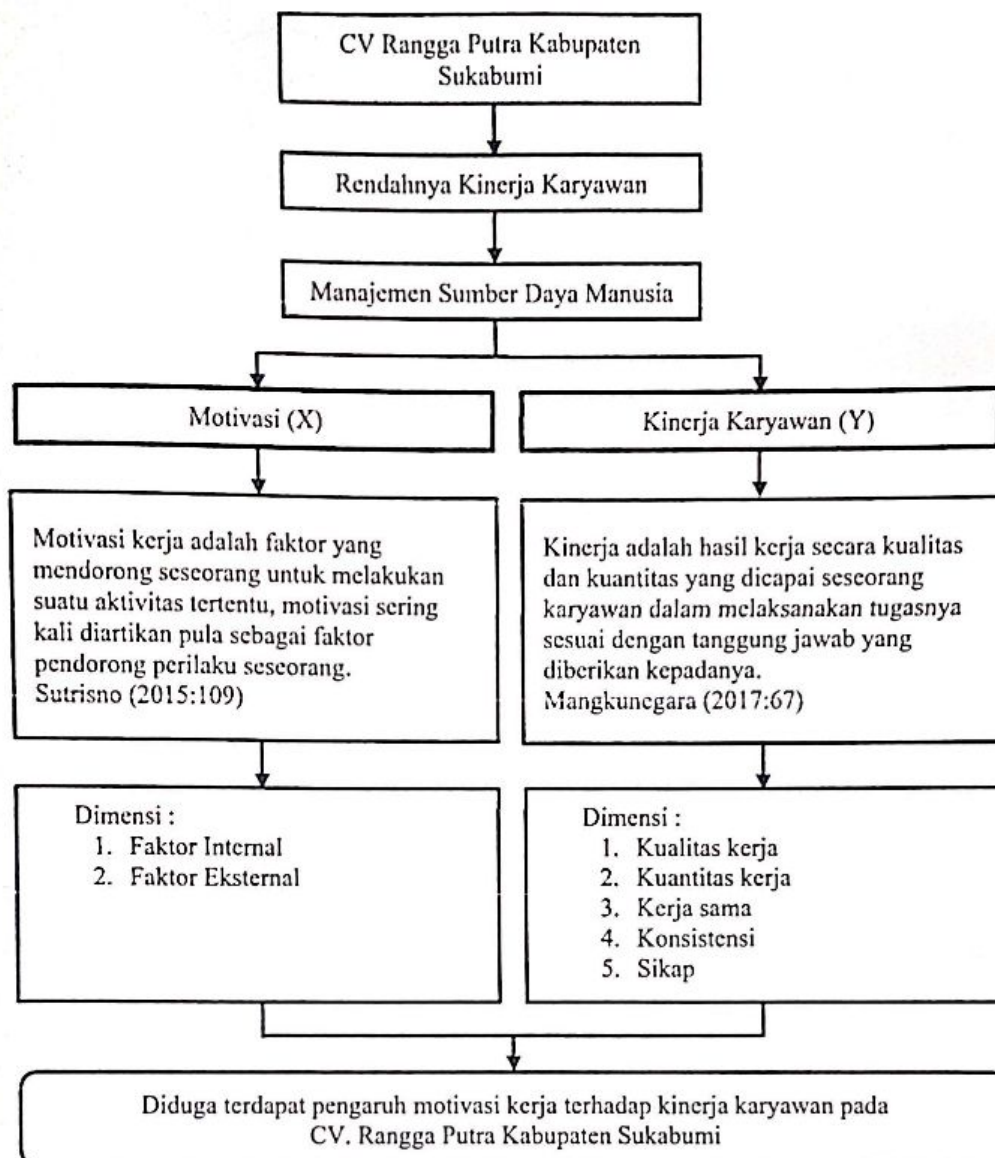 CV Rangga Putra Kabupaten
Sukabumi
Rendahnya Kinerja Karyawan
Manajemen Sumber Daya Manusia
Motivasi (X)
Kinerja Karyawan (Y)
Motivasi kerja adalah faktor yang
mendorong seseorang untuk melakukan
suatu aktivitas tertentu, motivasi sering
kali diartikan pula sebagai faktor
pendorong perilaku seseorang.
Sutrisno (2015:109)
Kinerja adalah hasil kerja secara kualitas
dan kuantitas yang dicapai seseorang
karyawan dalam melaksanakan tugasnya
sesuai dengan tanggung jawab yang
diberikan kepadanya.
Mangkunegara (2017:67)
Dimensi :
1. Faktor Internal
2. Faktor Eksternal
Dimensi :
1. Kualitas kerja
2. Kuantitas kerja
3. Kerja sama
4. Konsistensi
5. Sikap
Diduga terdapat pengaruh motivasi kerja terhadap kinerja karyawan pada
CV. Rangga Putra Kabupaten Sukabumi